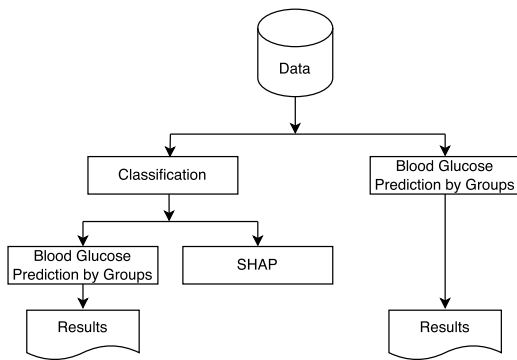 Data
Classification
Blood Glucose
Prediction by Groups
Blood Glucose
Prediction by Groups
SHAP
Results
Results